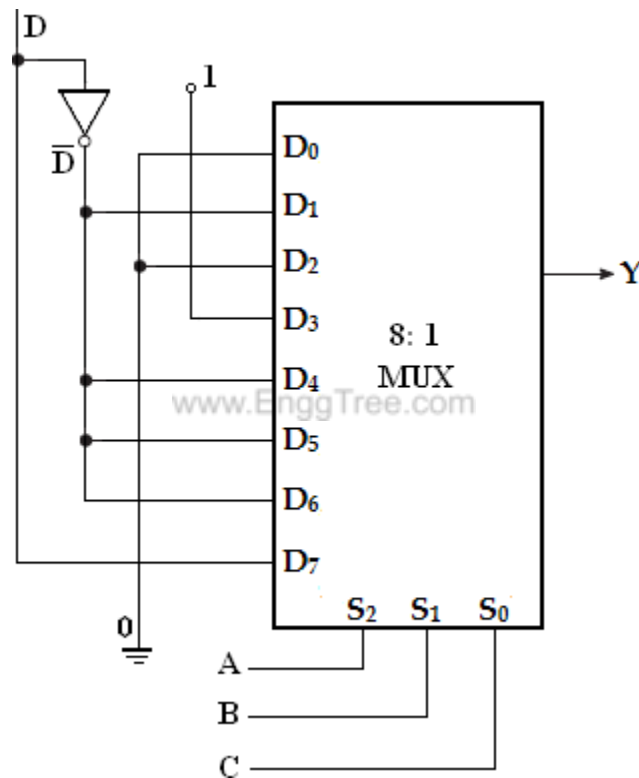 D
1
D̅
D₀
D₁
D₂
Y
D₃
8: 1
MUX
D₄
www.EnggTree.com
D₅
D₆
D₇
0
S₂ S₁ S₀
A
B
C